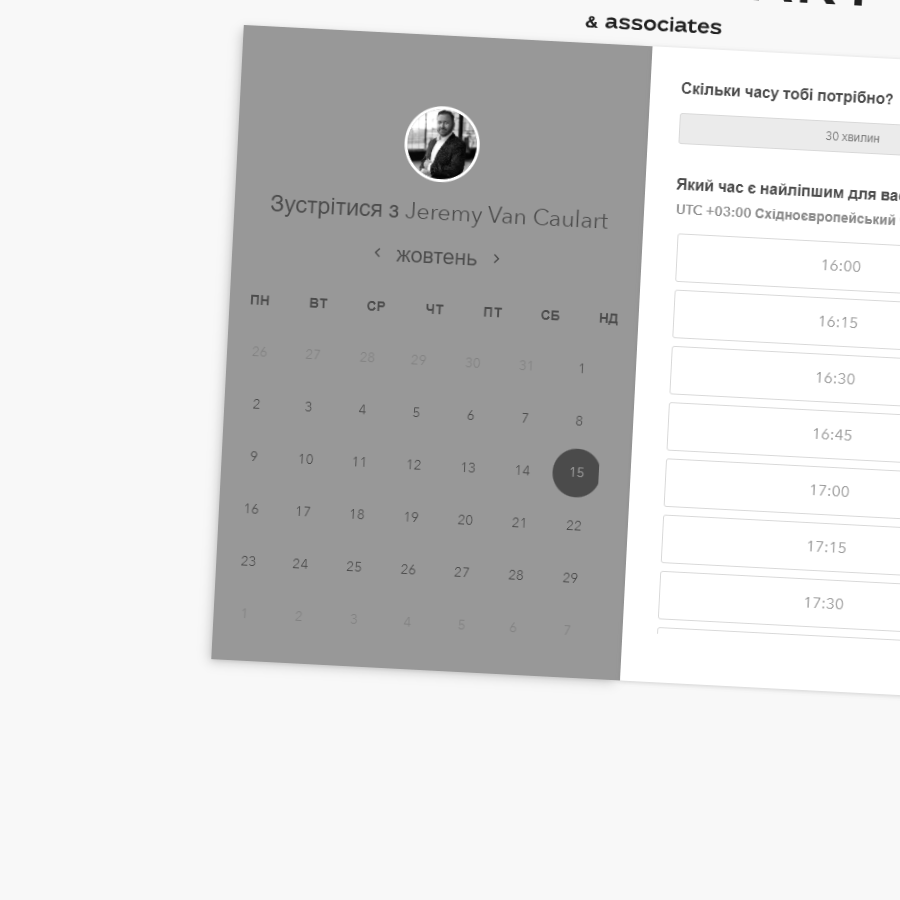 & associates
Зустрітися з Jeremy Van Caulart
‹ жовтень ›
ПН ВТ СР ЧТ ПТ СБ НД
26 27 28 29 30 31 1
2 3 4 5 6 7 8
9 10 11 12 13 14 15
16 17 18 19 20 21 22
23 24 25 26 27 28 29
1 2 3 4 5 6 7
Скільки часу тобі потрібно?
30 хвилин
Який час є найліпшим для
UTC +03:00 Східноєвропейський
16:00
16:15
16:30
16:45
17:00
17:15
17:30